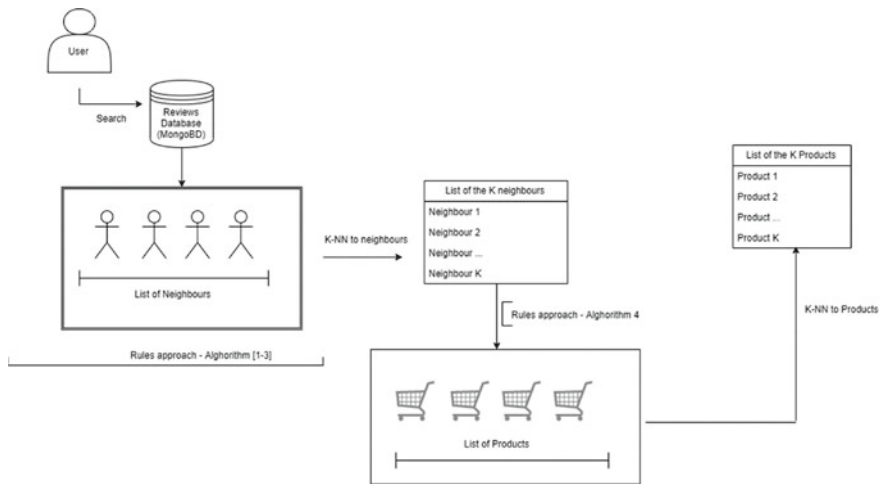 User
Search
Reviews
Database
(MongoBD)
List of Neighbours
Rules approach - Alghorithm [1-3]
K-NN to neighbours
List of the K neighbours
Neighbour 1
Neighbour 2
Neighbour ...
Neighbour K
Rules approach - Alghorithm 4
List of Products
K-NN to Products
List of the K Products
Product 1
Product 2
Product ...
Product K